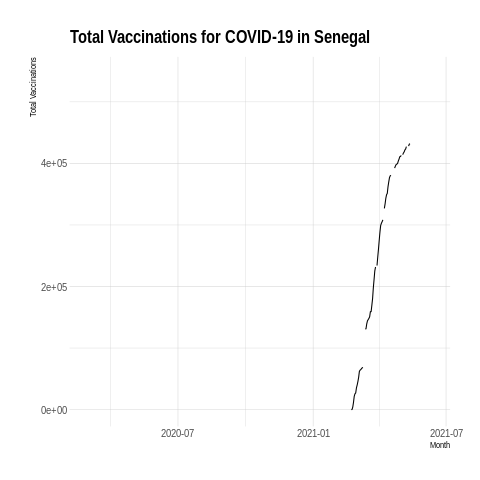 Total Vaccinations for COVID-19 in Senegal
Total Vaccinations
4e+05
2e+05
0e+00
2020-07
2021-01
2021-07
Month